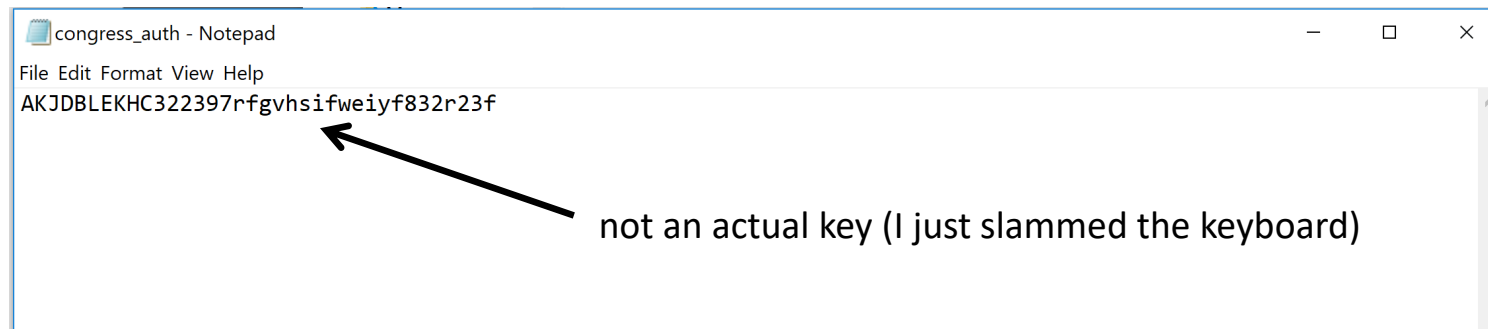 congress_auth - Notepad
File Edit Format View Help
AKJDBLEKHC322397rfgvhsifweiyf832r23f
not an actual key (I just slammed the keyboard)